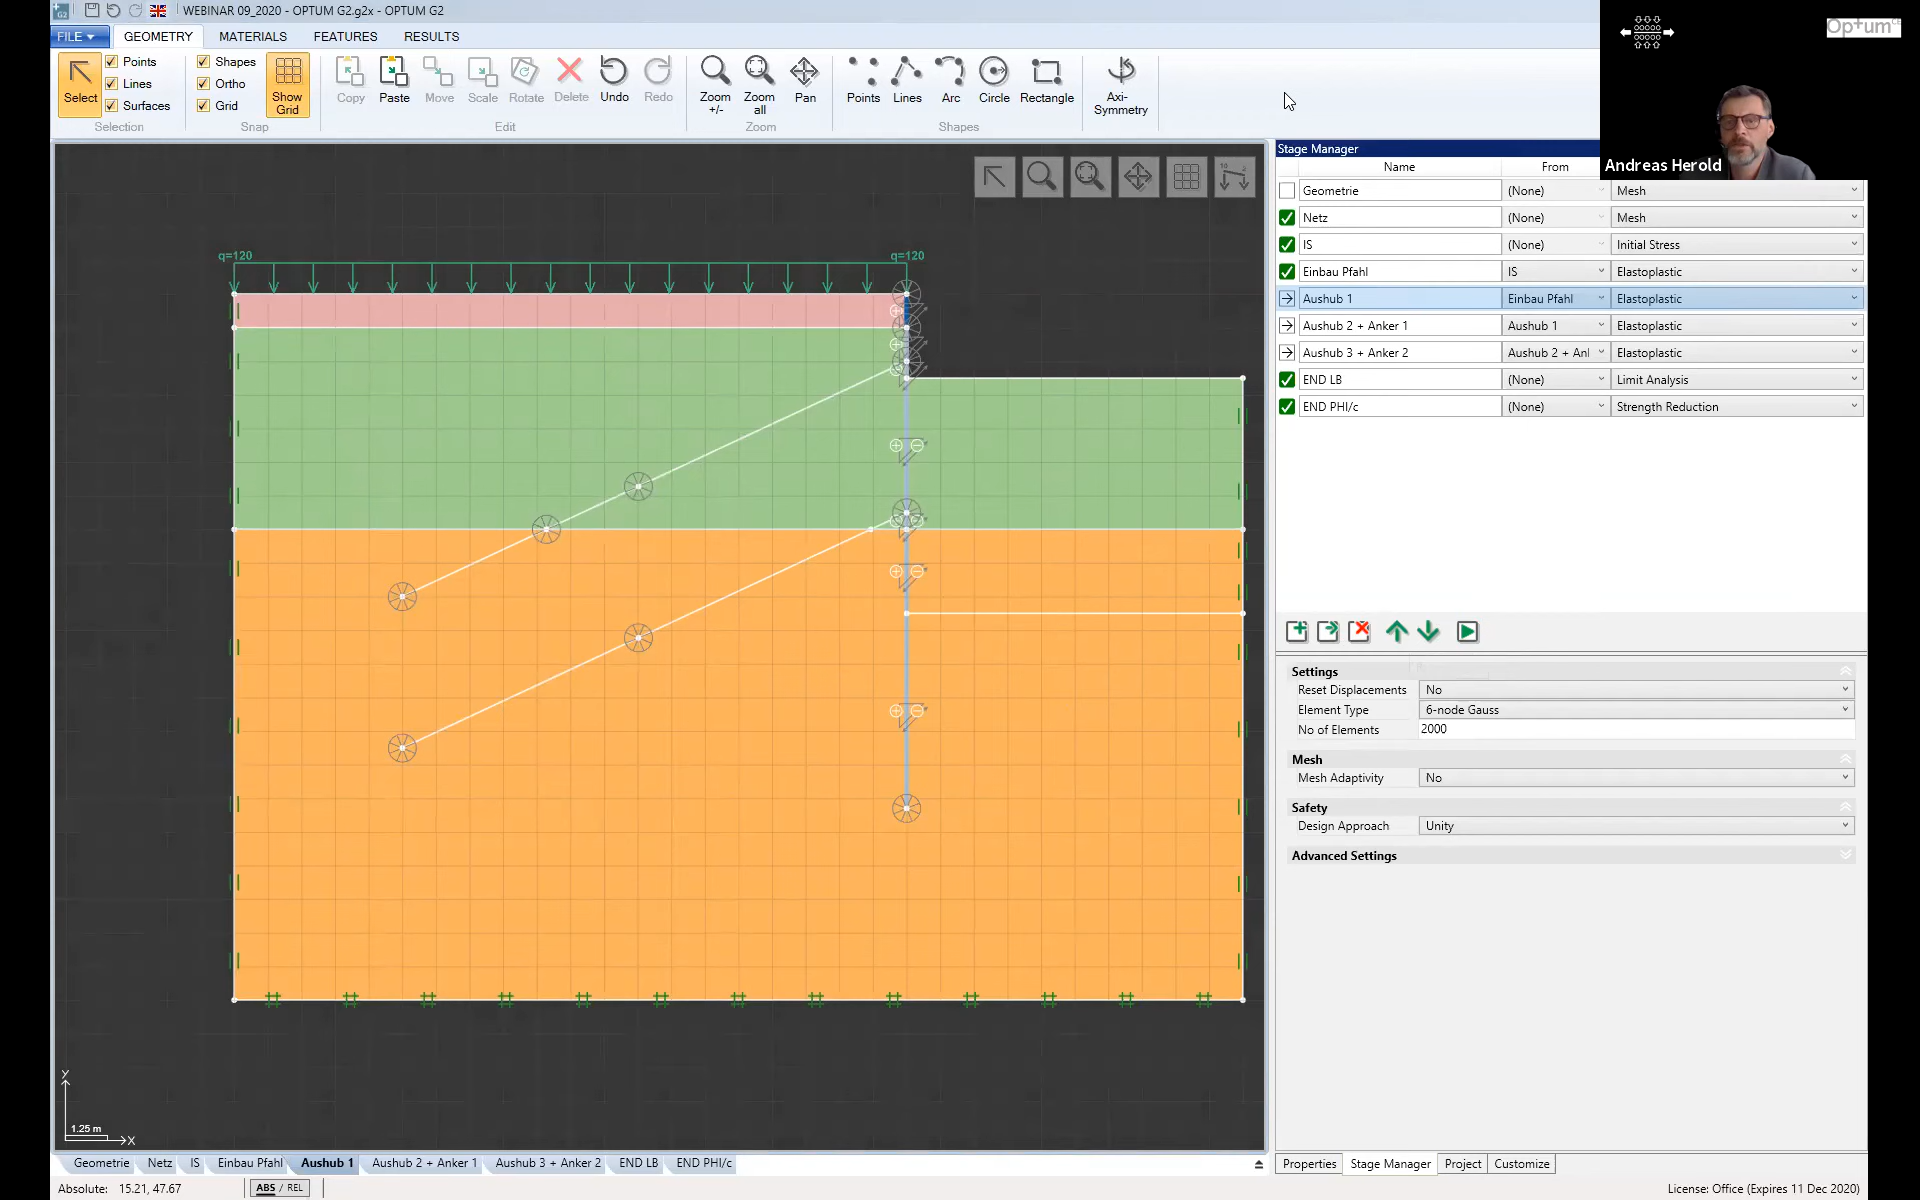 WEBINAR 09_2020 - OPTUM G2.g2x - OPTUM G2
FILE GEOMETRY MATERIALS FEATURES RESULTS
Select
Points
Lines
Surfaces
Selection
Shapes
Ortho
Grid
Snap
Show Grid
Copy Paste Move Scale Rotate Delete Undo Redo
Edit
Zoom +/- Zoom all Pan
Zoom
Points Lines Arc Circle Rectangle
Shapes
Axi-Symmetry
Optum
Andreas Herold
Stage Manager
Name From
Geometrie (None) Mesh
Netz (None) Mesh
IS (None) Initial Stress
Einbau Pfahl IS Elastoplastic
Aushub 1 Einbau Pfahl Elastoplastic
Aushub 2 + Anker 1 Aushub 1 Elastoplastic
Aushub 3 + Anker 2 Aushub 2 + Anl Elastoplastic
END LB (None) Limit Analysis
END PHI/c (None) Strength Reduction
q=120 q=120
Settings
Reset Displacements No
Element Type 6-node Gauss
No of Elements 2000
Mesh
Mesh Adaptivity No
Safety
Design Approach Unity
Advanced Settings
Y
1.25 m
X
Geometrie Netz IS Einbau Pfahl Aushub 1 Aushub 2 + Anker 1 Aushub 3 + Anker 2 END LB END PHI/c
Properties Stage Manager Project Customize
Absolute: 15.21, 47.67 ABS / REL
License: Office (Expires 11 Dec 2020)